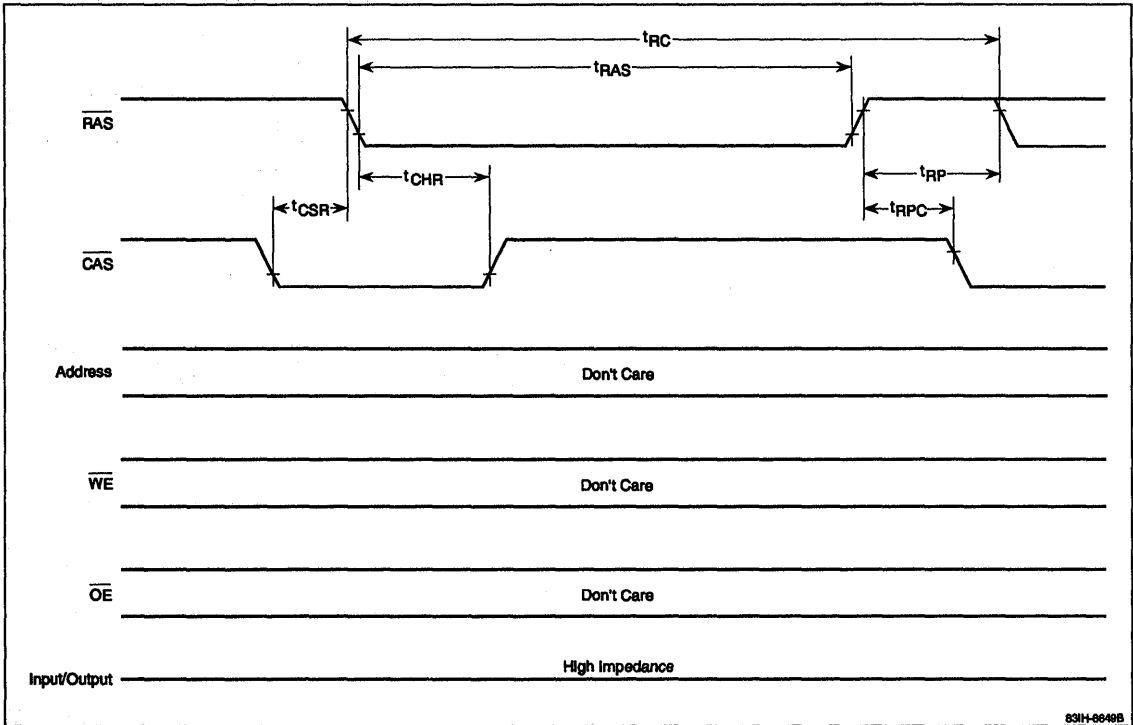 tRC
tRAS
RAS
tCHR
tRP
tCSR
tRPC
CAS
Address
Don't Care
WE
Don't Care
OE
Don't Care
High Impedance
Input/Output
83IH-6649B